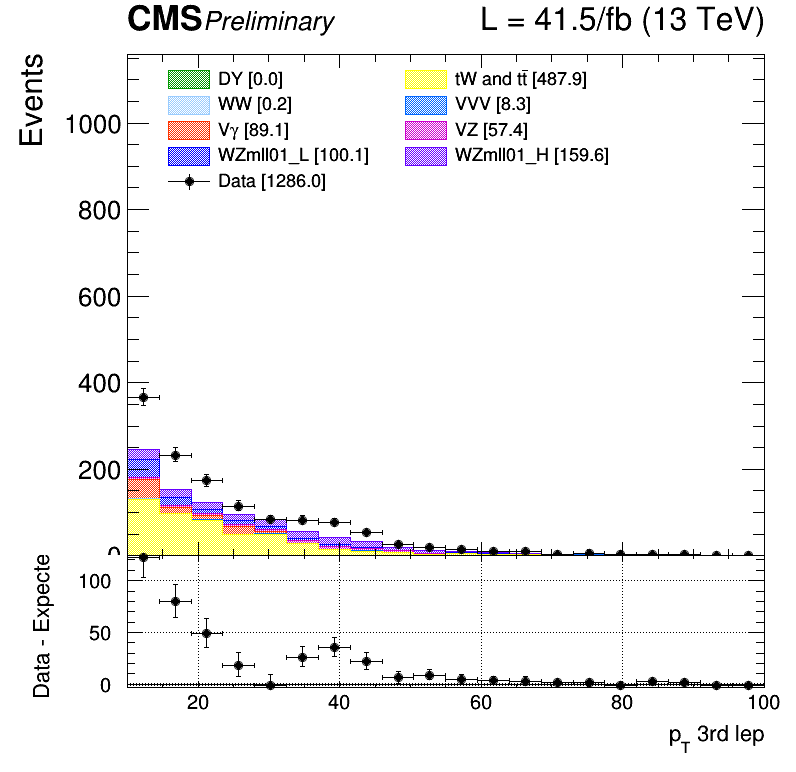 CMS Preliminary L = 41.5/fb (13 TeV)
Events
DY [0.0] tW and tt̄ [487.9]
WW [0.2] VVV [8.3]
Vγ [89.1] VZ [57.4]
WZmll01_L [100.1] WZmll01_H [159.6]
Data [1286.0]
1000
800
600
400
200
0
Data - Expecte
100
50
0
20 40 60 80 100
p_T 3rd lep